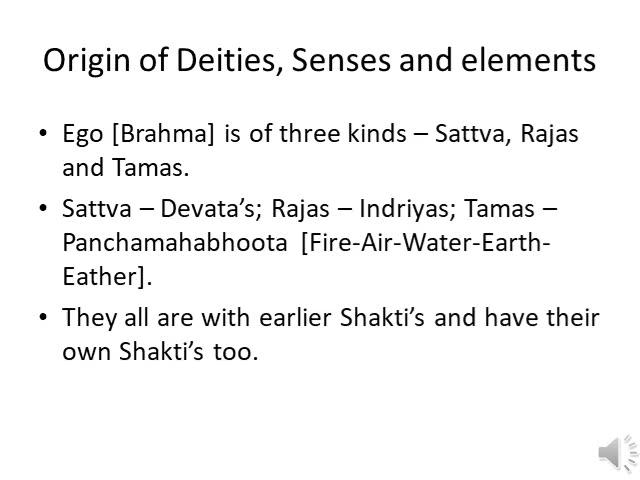 Origin of Deities, Senses and elements
• Ego [Brahma] is of three kinds – Sattva, Rajas
and Tamas.
• Sattva – Devata’s; Rajas – Indriyas; Tamas –
Panchamahabhoota [Fire-Air-Water-Earth-
Eather].
• They all are with earlier Shakti’s and have their
own Shakti’s too.